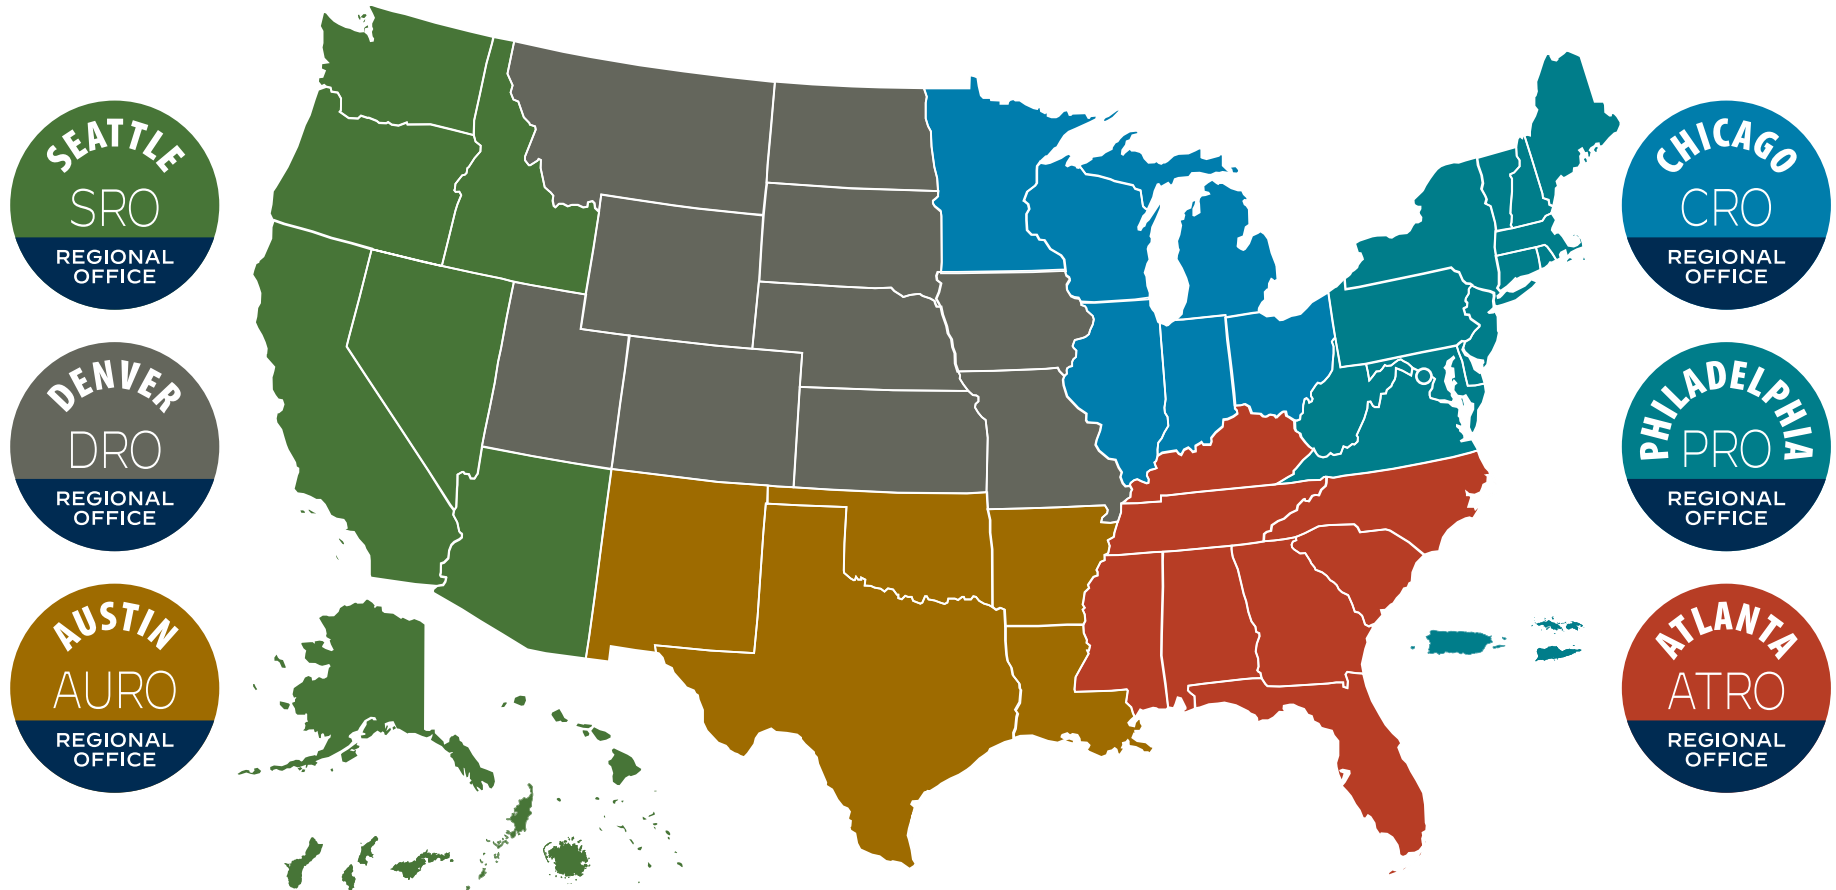 SEATTLE
SRO
REGIONAL
OFFICE
DENVER
DRO
REGIONAL
OFFICE
AUSTIN
AURO
REGIONAL
OFFICE
CHICAGO
CRO
REGIONAL
OFFICE
PHILADELPHIA
PRO
REGIONAL
OFFICE
ATLANTA
ATRO
REGIONAL
OFFICE